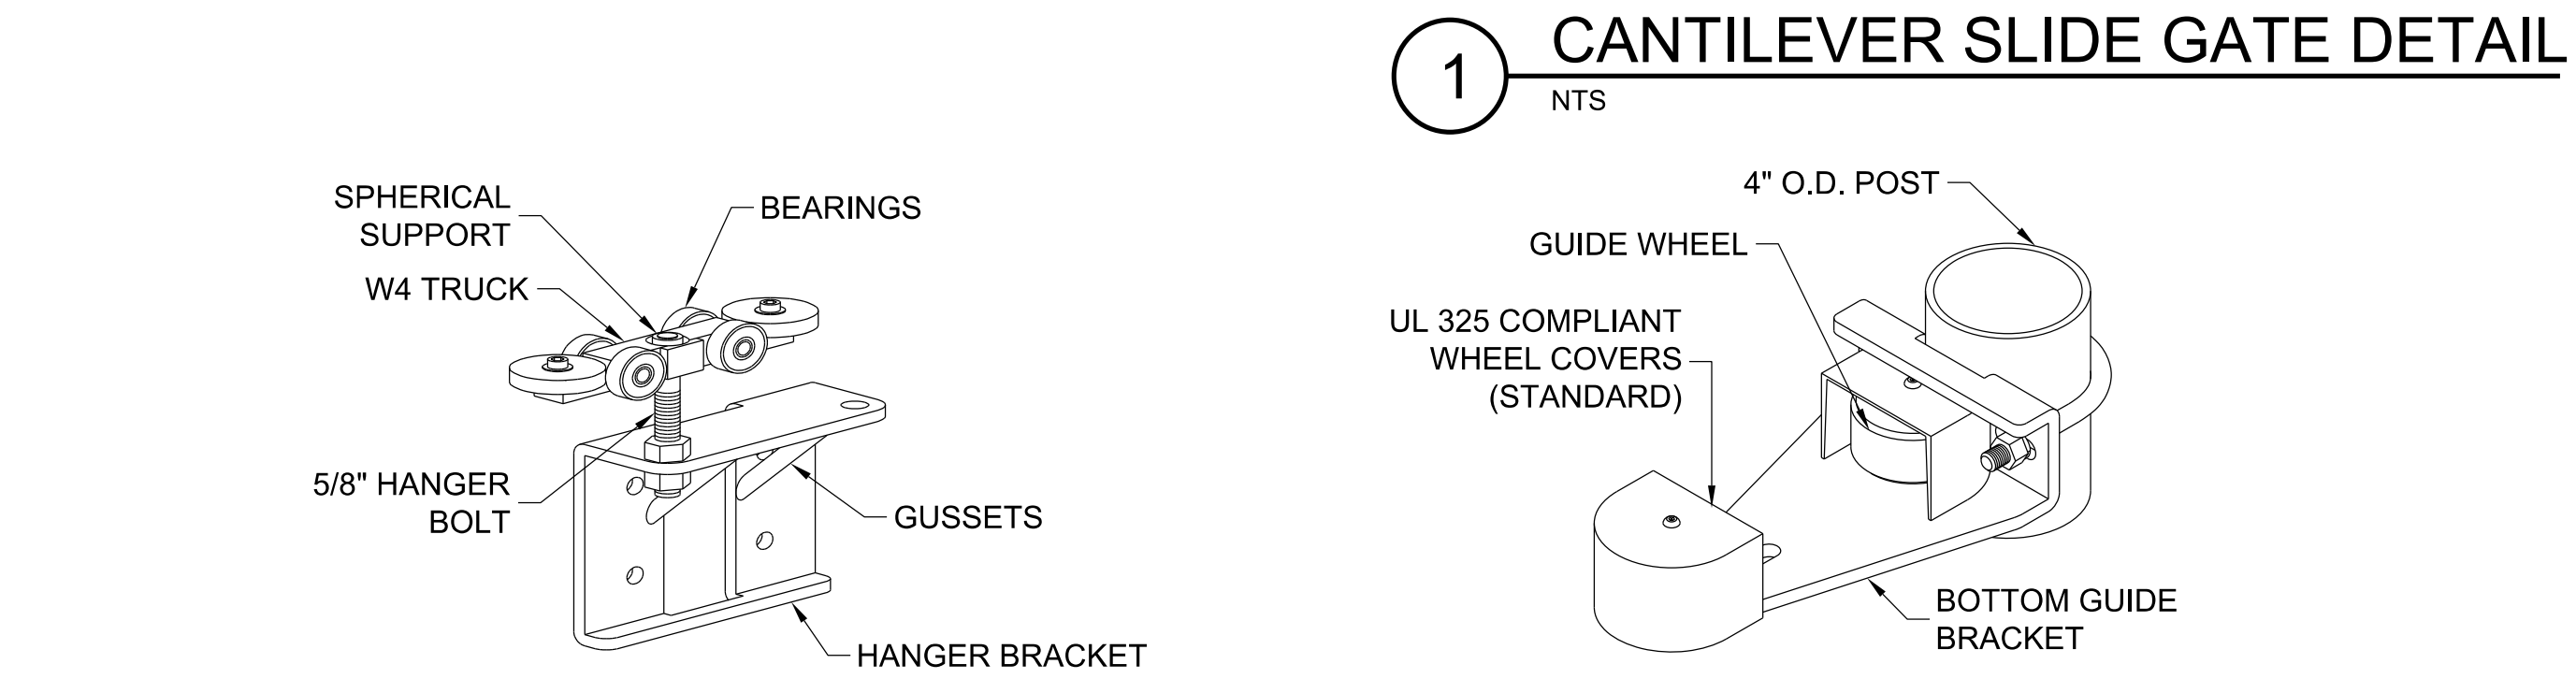 1
CANTILEVER SLIDE GATE DETAIL
NTS
SPHERICAL
SUPPORT
BEARINGS
W4 TRUCK
5/8" HANGER
BOLT
GUSSETS
HANGER BRACKET
4" O.D. POST
GUIDE WHEEL
UL 325 COMPLIANT
WHEEL COVERS
(STANDARD)
BOTTOM GUIDE
BRACKET